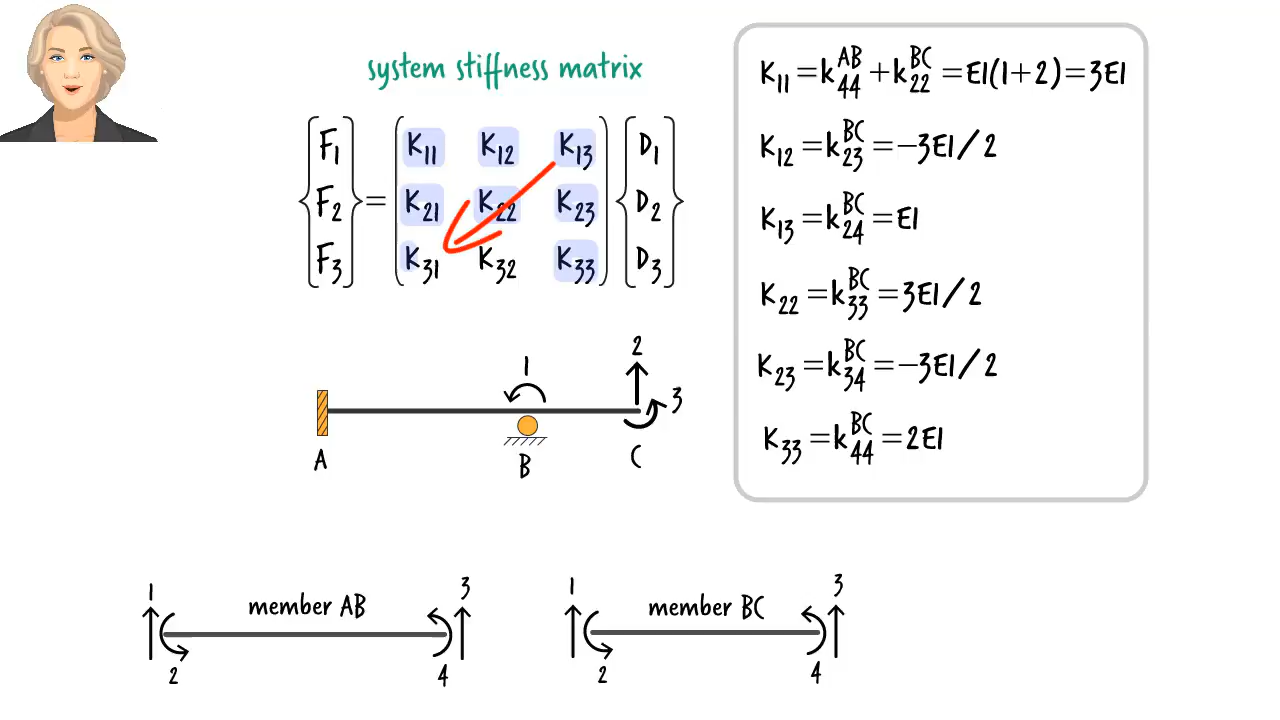 system stiffness matrix
F1 K11 K12 K13 D1
F2 = K21 K22 K23 D2
F3 K31 K32 K33 D3
K11 = k44^AB + k22^BC = EI(1+2) = 3EI
K12 = k23^BC = −3EI/2
K13 = k24^BC = EI
K22 = k33^BC = 3EI/2
K23 = k34^BC = −3EI/2
K33 = k44^BC = 2EI
1
2
3
A
B
C
1
2
member AB
3
4
1
2
member BC
3
4